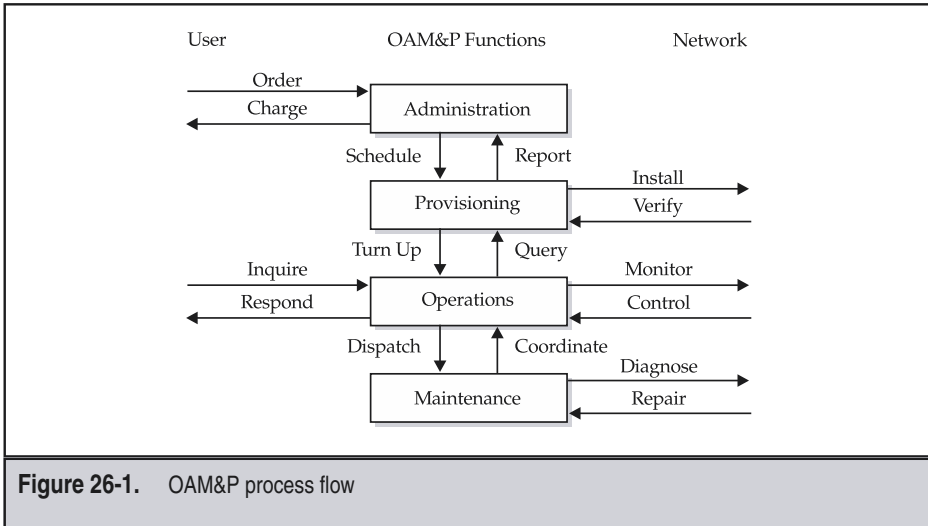 User OAM&P Functions Network
Order
Charge
Administration
Schedule Report
Install
Provisioning
Verify
Turn Up Query
Inquire Monitor
Operations
Respond Control
Dispatch Coordinate
Diagnose
Maintenance
Repair
Figure 26-1. OAM&P process flow